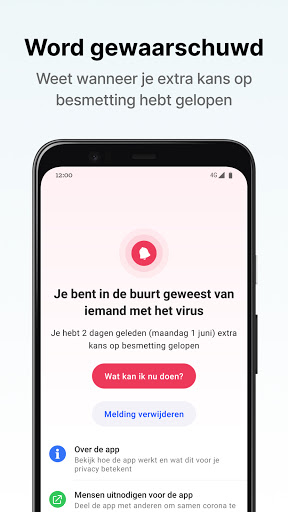 Word gewaarschuwd
Weet wanneer je extra kans op
besmetting hebt gelopen
12:00
4G
Je bent in de buurt geweest van
iemand met het virus
Je hebt 2 dagen geleden (maandag 1 juni) extra
kans op besmetting gelopen
Wat kan ik nu doen?
Melding verwijderen
Over de app
Bekijk hoe de app werkt en wat dit voor je
privacy betekent
Mensen uitnodigen voor de app
Deel de app met anderen om samen corona te